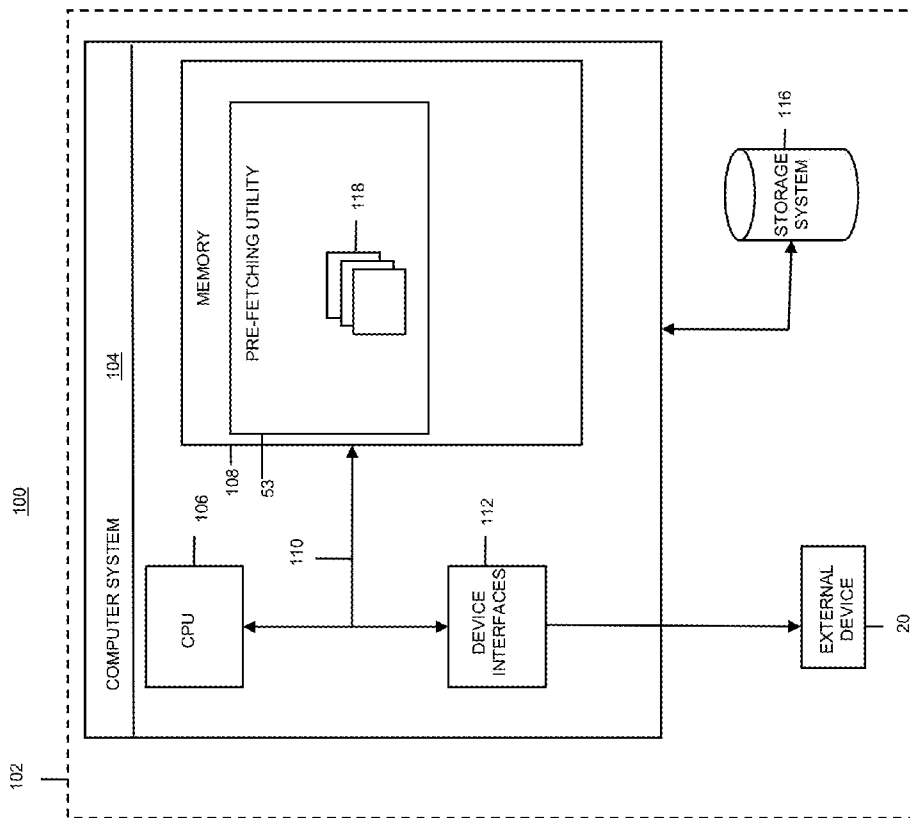 100
102
COMPUTER SYSTEM
104
CPU
106
110
DEVICE
INTERFACES
112
MEMORY
108
53
PRE-FETCHING UTILITY
118
EXTERNAL
DEVICE
20
STORAGE
SYSTEM
116